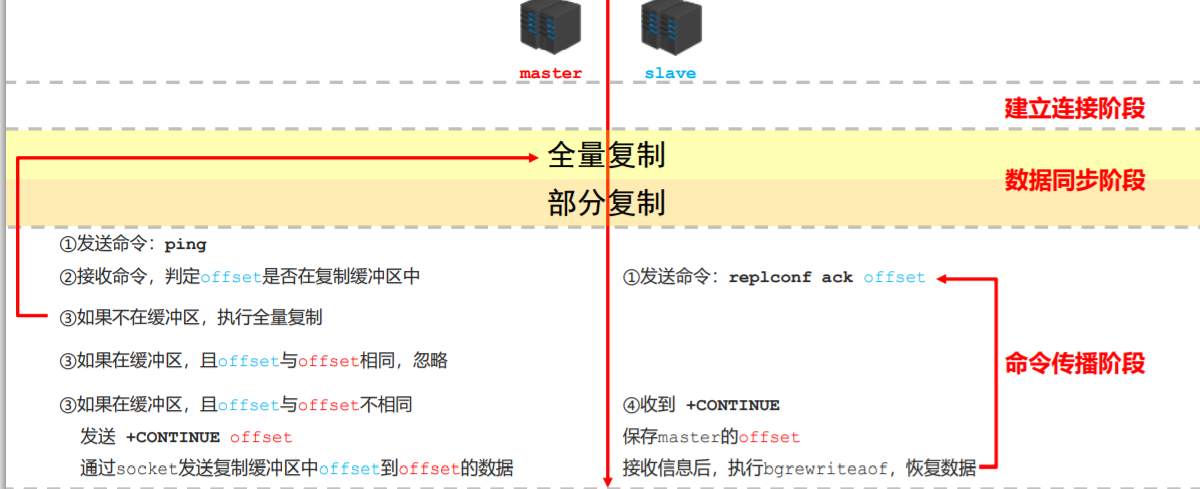 master
slave
建立连接阶段
全量复制
数据同步阶段
部分复制
①发送命令：ping
②接收命令，判定offset是否在复制缓冲区中
①发送命令：replconf ack offset
③如果不在缓冲区，执行全量复制
③如果在缓冲区，且offset与offset相同，忽略
命令传播阶段
③如果在缓冲区，且offset与offset不相同
发送 +CONTINUE offset
通过socket发送复制缓冲区中offset到offset的数据
④收到 +CONTINUE
保存master的offset
接收信息后，执行bgrewriteaof，恢复数据